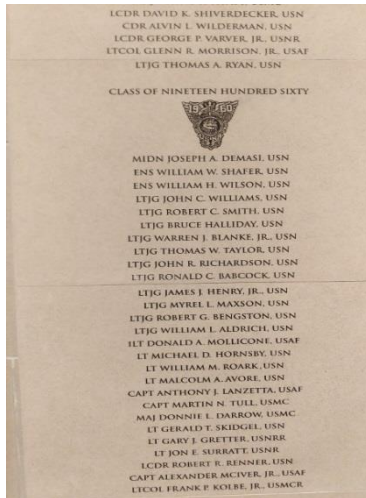 LCDR DAVID K. SHIVERDECKER, USN
CDR ALVIN L. WILDERMAN, USN
LCDR GEORGE P. VARVER, JR., USNR
LTCOL GLENN R. MORRISON, JR., USAF
LTJG THOMAS A. RYAN, USN
CLASS OF NINETEEN HUNDRED SIXTY
19 60
MIDN JOSEPH A. DEMASI, USN
ENS WILLIAM W. SHAFER, USN
ENS WILLIAM H. WILSON, USN
LTJG JOHN C. WILLIAMS, USN
LTJG ROBERT C. SMITH, USN
LTJG BRUCE HALLIDAY, USN
LTJG WARREN J. BLANKE, JR., USN
LTJG THOMAS W. TAYLOR, USN
LTJG JOHN R. RICHARDSON, USN
LTJG RONALD C. BABCOCK, USN
LTJG JAMES J. HENRY, JR., USN
LTJG MYREL L. MAXSON, USN
LTJG ROBERT G. BENGSTON, USN
LTJG WILLIAM L. ALDRICH, USN
1LT DONALD A. MOLLICONE, USAF
LT MICHAEL D. HORNSBY, USN
LT WILLIAM M. ROARK, USN
LT MALCOLM A. AVORE, USN
CAPT ANTHONY J. LANZETTA, USAF
CAPT MARTIN N. TULL, USMC
MAJ DONNIE L. DARROW, USMC
LT GERALD T. SKIDGEL, USN
LT GARY J. GRETTER, USNRR
LT JON E. SURRATT, USNR
LCDR ROBERT R. RENNER, USN
CAPT ALEXANDER MCIVER, JR., USAF
LTCOL FRANK P. KOLBE, JR., USMCR